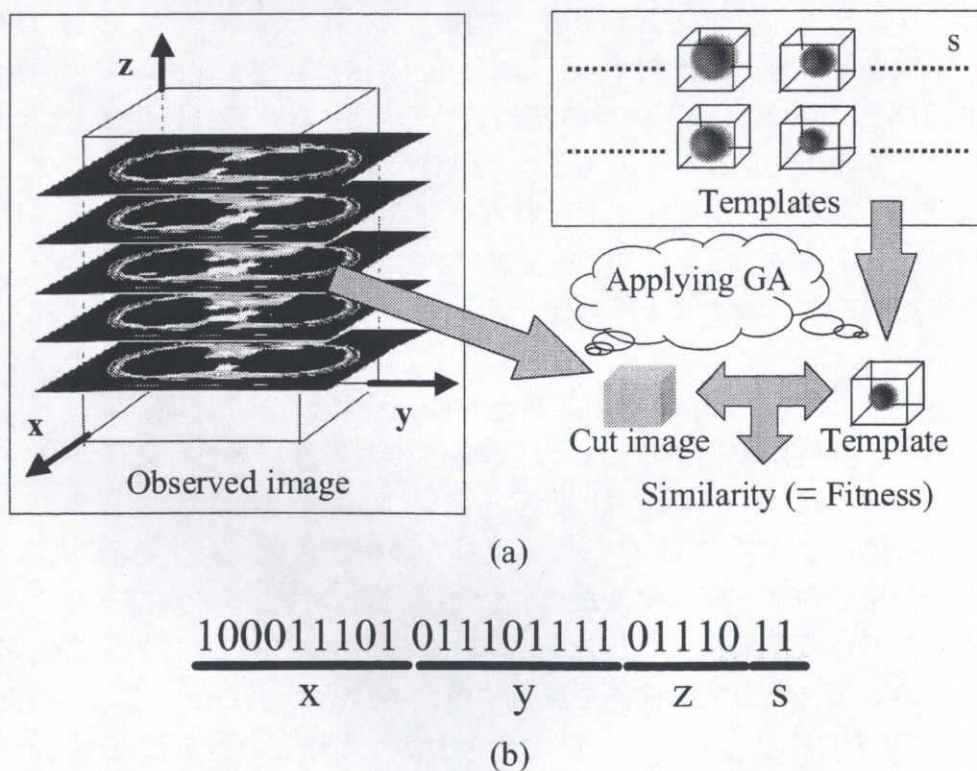 z
s
Templates
Applying GA
x
y
Cut image
Template
Observed image
Similarity (= Fitness)
(a)
100011101 011101111 01110 11
x y z s
(b)